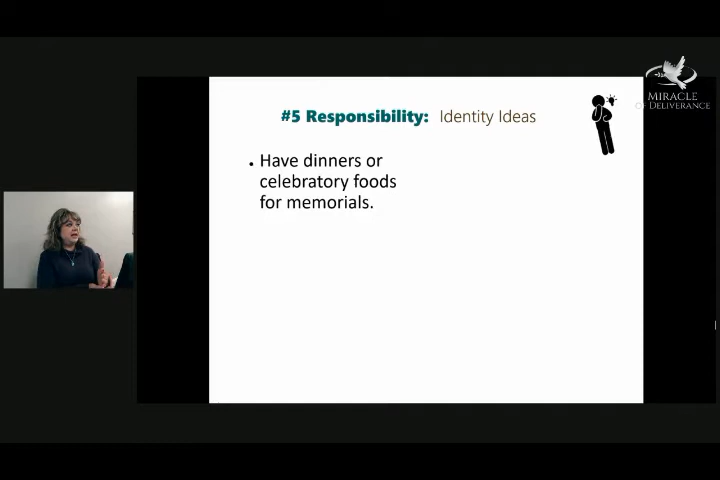 MIRACLE
OF DELIVERANCE
#5 Responsibility: Identity Ideas
• Have dinners or
celebratory foods
for memorials.